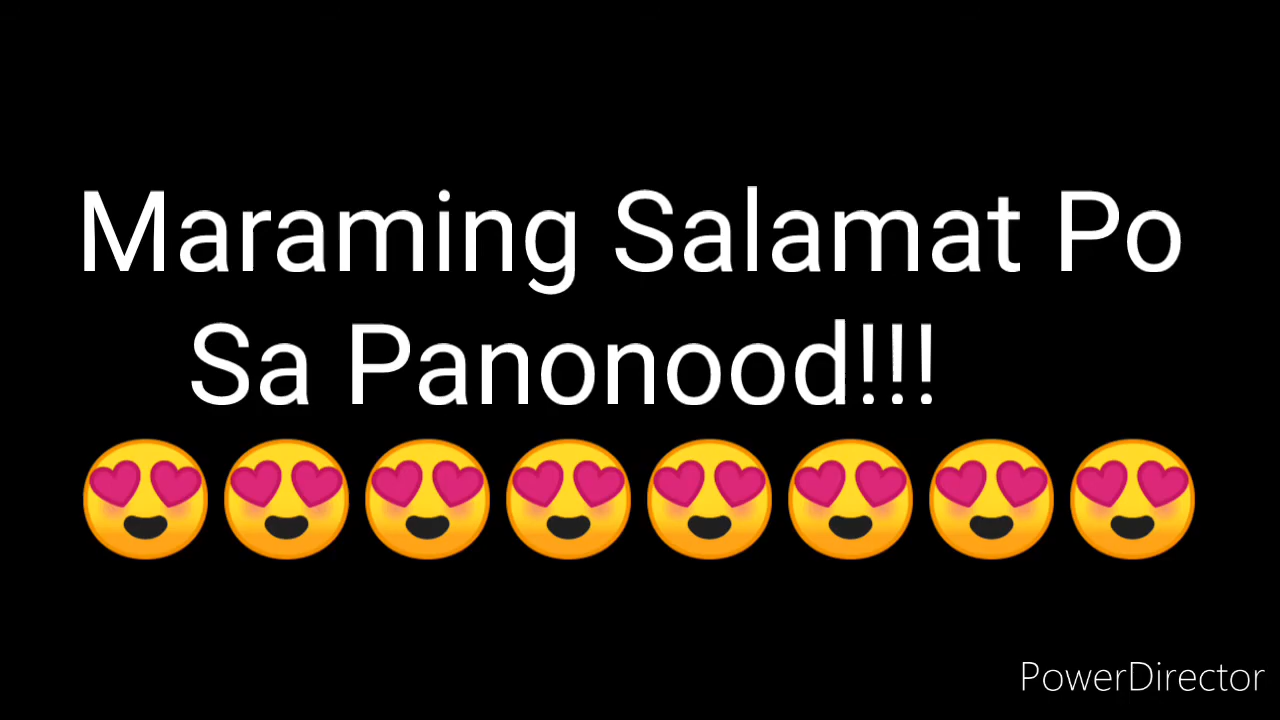 Maraming Salamat Po
Sa Panonood!!!
😍😍😍😍😍😍😍😍
PowerDirector